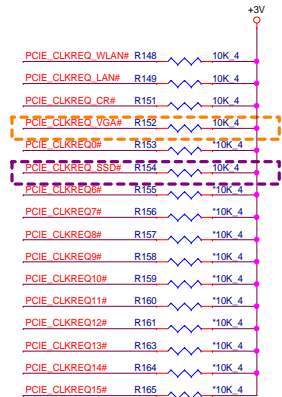 +3V
PCIE_CLKREQ_WLAN# R148 10K_4
PCIE_CLKREQ_LAN# R149 10K_4
PCIE_CLKREQ_CR# R151 10K_4
PCIE_CLKREQ_VGA# R152 10K_4
PCIE_CLKREQ0# R153 *10K_4
PCIE_CLKREQ_SSD# R154 10K_4
PCIE_CLKREQ6# R155 *10K_4
PCIE_CLKREQ7# R156 *10K_4
PCIE_CLKREQ8# R157 *10K_4
PCIE_CLKREQ9# R158 *10K_4
PCIE_CLKREQ10# R159 *10K_4
PCIE_CLKREQ11# R160 *10K_4
PCIE_CLKREQ12# R161 *10K_4
PCIE_CLKREQ13# R163 *10K_4
PCIE_CLKREQ14# R164 *10K_4
PCIE_CLKREQ15# R165 *10K_4